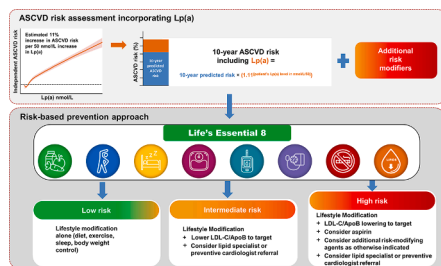 ASCVD risk assessment incorporating Lp(a)
Estimated 11%
increase in ASCVD risk
per 50 nmol/L increase
in Lp(a)
Independent ASCVD risk
Lp(a) nmol/L
ASCVD risk (%)
10-year
predicted
ASCVD
risk
10-year ASCVD risk
including Lp(a) =
10-year predicted risk ×
Additional
risk
modifiers
Risk-based prevention approach
Life's Essential 8
Low risk
Lifestyle modification
alone (diet, exercise,
sleep, body weight
control)
Intermediate risk
Lifestyle Modification
+ Lower LDL-C/ApoB to target
+ Consider lipid specialist or
preventive cardiologist referral
High risk
Lifestyle Modification
+ LDL-C/ApoB lowering to target
+ Consider aspirin
+ Consider additional risk-modifying
agents as otherwise indicated
+ Consider lipid specialist or preventive
cardiologist referral